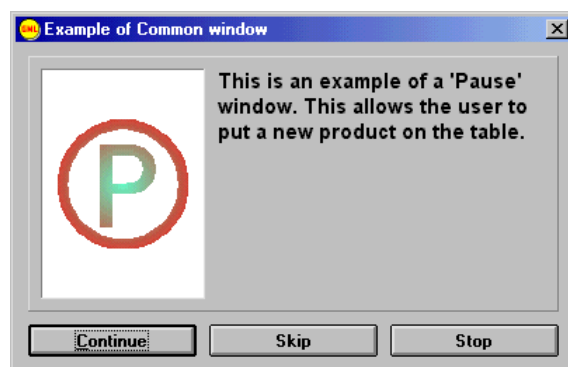 GML Example of Common window
This is an example of a 'Pause'
window. This allows the user to
put a new product on the table.
P
Continue Skip Stop